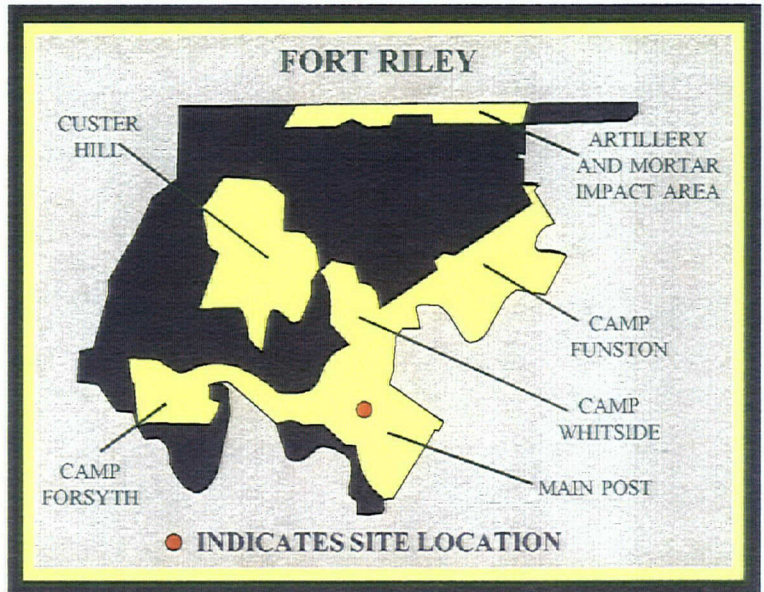 FORT RILEY
CUSTER
HILL
ARTILLERY
AND MORTAR
IMPACT AREA
CAMP
FUNSTON
CAMP
WHITSIDE
CAMP
FORSYTH
MAIN POST
INDICATES SITE LOCATION